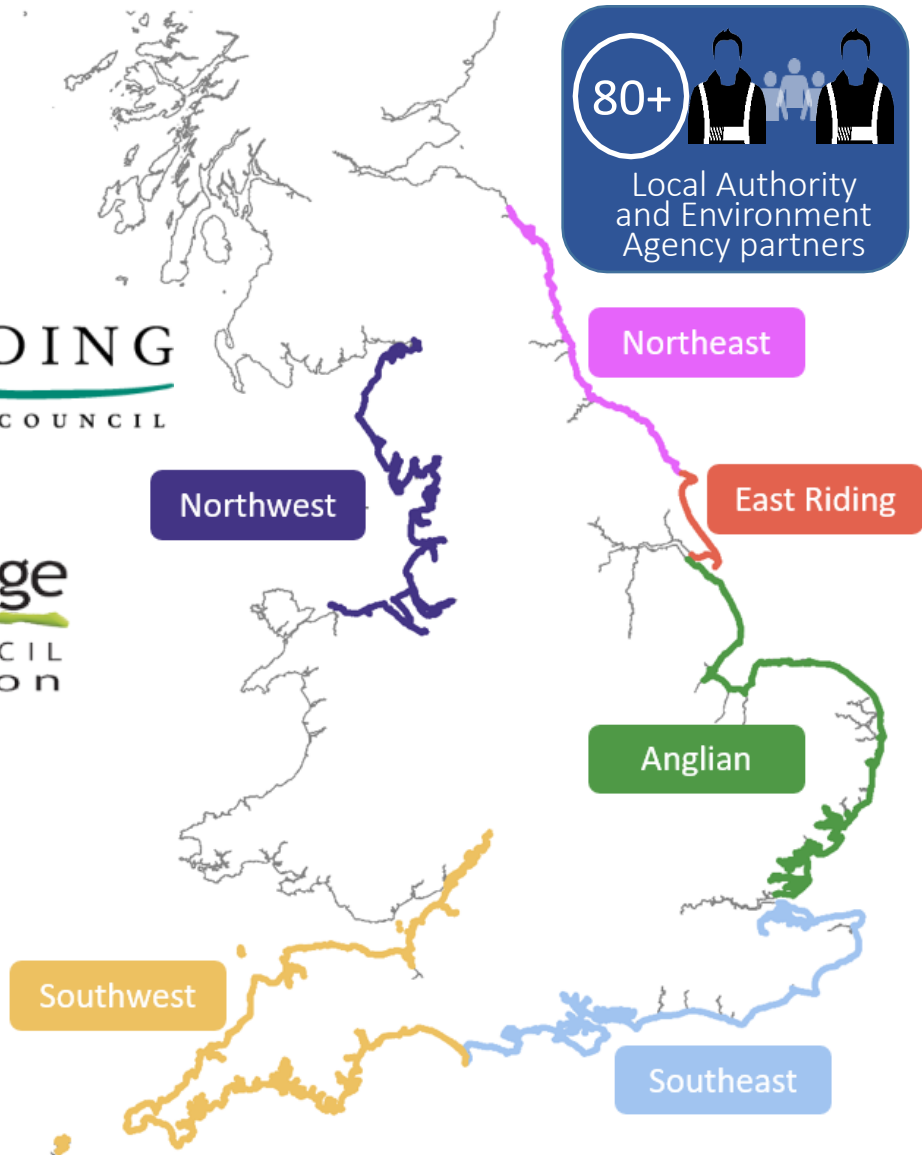 80+
Local Authority
and Environment
Agency partners
Northeast
DING
COUNCIL
East Riding
Northwest
ge
CIL
on
Anglian
Southwest
Southeast